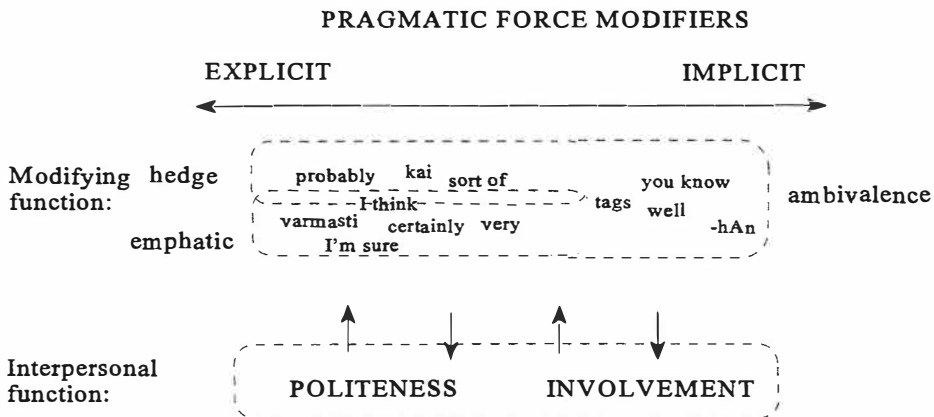 PRAGMATIC FORCE MODIFIERS
EXPLICIT IMPLICIT
Modifying hedge
function:
probably kai sort of
I think
varmasti certainly very
I'm sure
tags
you know
well
-hAn
ambivalence
emphatic
Interpersonal
function:
POLITENESS INVOLVEMENT